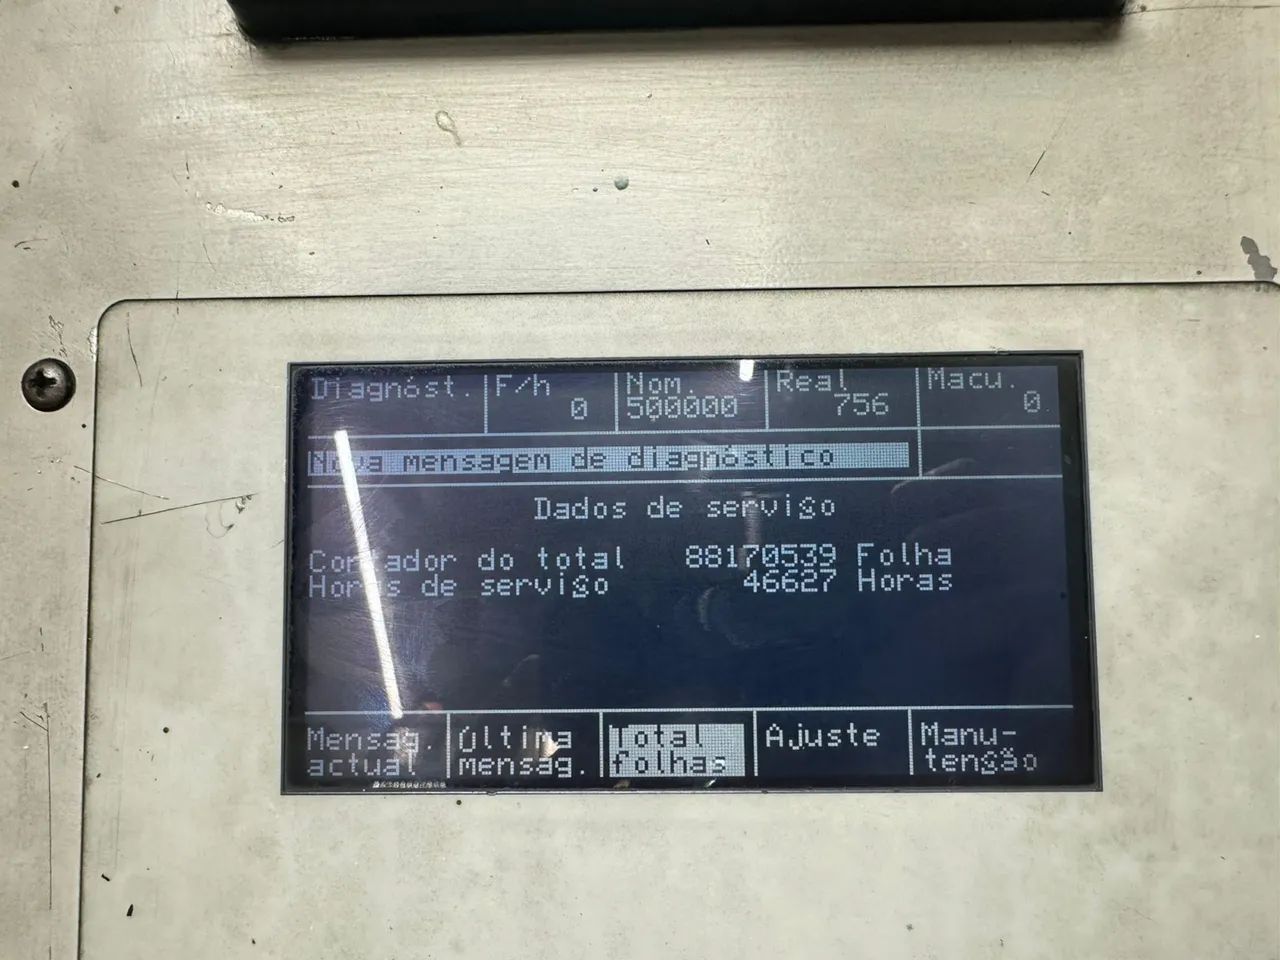 Diagnóst. F/h Nom. Real Macu.
0 500000 756 0
Nova mensagem de diagnóstico
Dados de serviço
Contador do total 88170539 Folha
Horas de serviço 46627 Horas
Mensag. Última Total Ajuste Manu-
actual mensag. folhas tenção